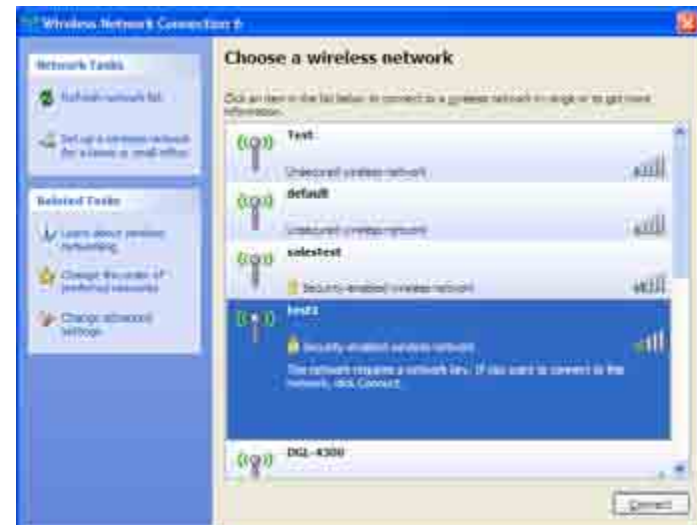 Wireless Network Connection 6
Network Tasks
Refresh network list
Set up a wireless network
for a home or small office
Related Tasks
Learn about wireless
networking
Change the order of
preferred networks
Change advanced
settings
Choose a wireless network
Click an item in the list below to connect to a wireless network in range or to get more
information.
Test
Unsecured wireless network
default
Unsecured wireless network
salestest
Security-enabled wireless network
test1
Security-enabled wireless network
This network requires a network key. If you want to connect to this
network, click Connect.
DGL-4300
Connect